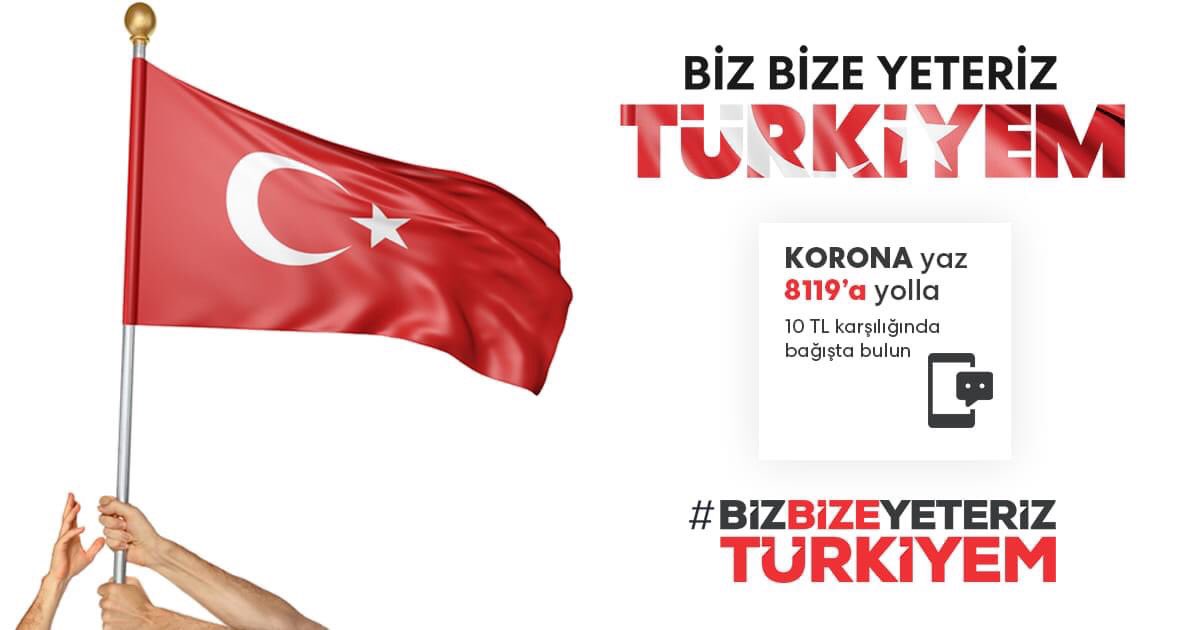 BİZ BİZE YETERİZ
TÜRKİYEM
KORONA yaz
8119'a yolla
10 TL karşılığında
bağışta bulun
#BİZBİZEYETERİZ
TÜRKİYEM